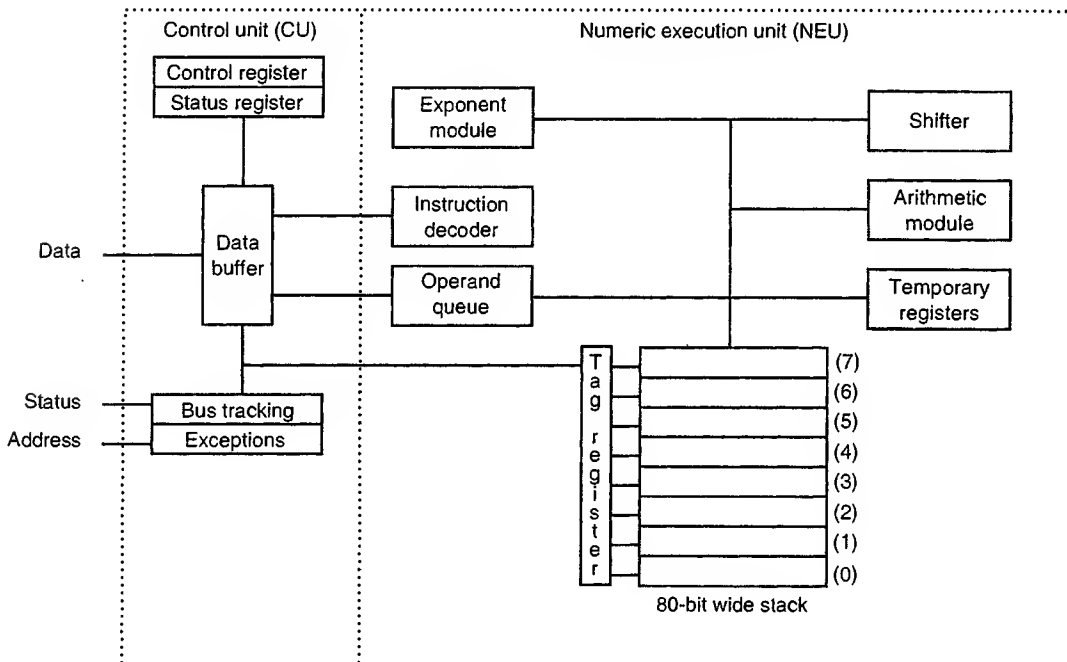 Control unit (CU)
Numeric execution unit (NEU)
Control register
Status register
Exponent
module
Shifter
Data
buffer
Instruction
decoder
Arithmetic
module
Data
Operand
queue
Temporary
registers
Tag register
(7)
(6)
(5)
(4)
(3)
(2)
(1)
(0)
Status
Address
Bus tracking
Exceptions
80-bit wide stack